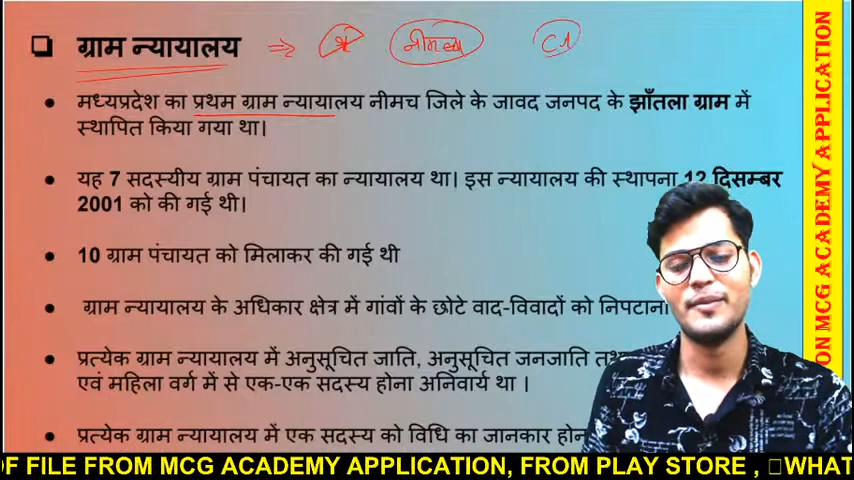 ग्राम न्यायालय ⇒ नीमच
मध्यप्रदेश का प्रथम ग्राम न्यायालय नीमच जिले के जावद जनपद के झाँतला ग्राम में
स्थापित किया गया था।
यह 7 सदस्यीय ग्राम पंचायत का न्यायालय था। इस न्यायालय की स्थापना 12 दिसम्बर
2001 को की गई थी।
10 ग्राम पंचायत को मिलाकर की गई थी
ग्राम न्यायालय के अधिकार क्षेत्र में गांवों के छोटे वाद-विवादों को निपटाना
प्रत्येक ग्राम न्यायालय में अनुसूचित जाति, अनुसूचित जनजाति
एवं महिला वर्ग में से एक-एक सदस्य होना अनिवार्य था ।
प्रत्येक ग्राम न्यायालय में एक सदस्य को विधि का जानकार
ON MCG ACADEMY APPLICATION
OF FILE FROM MCG ACADEMY APPLICATION, FROM PLAY STORE , WHAT